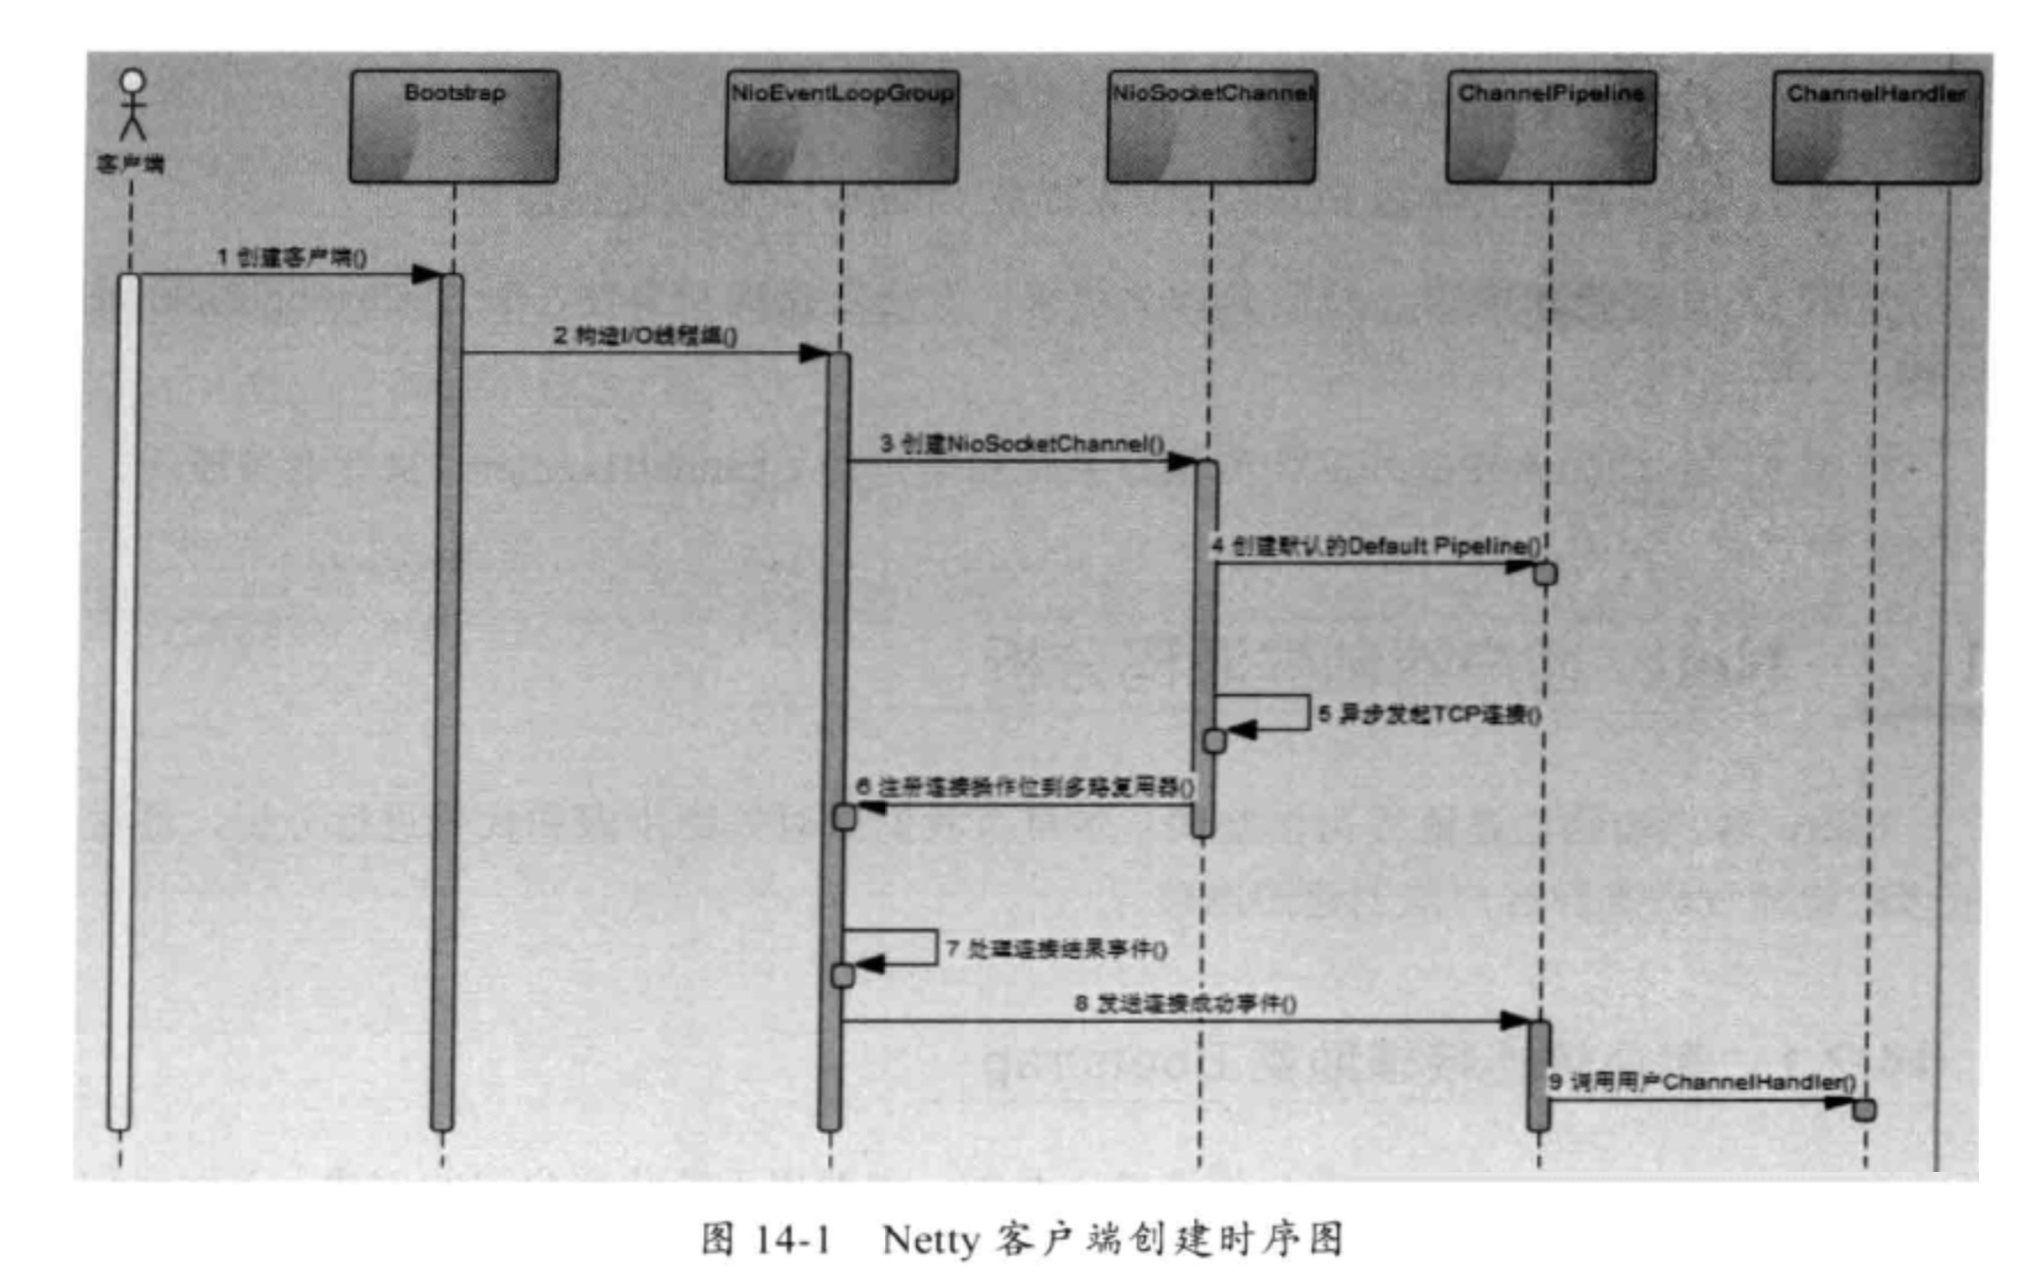 Bootstrap
NioEventLoopGroup
NioSocketChannel
ChannelPipeline
ChannelHandler
客户端
1 创建客户端()
2 构造I/O线程组()
3 创建NioSocketChannel()
4 创建默认的Default Pipeline()
5 异步发起TCP连接()
6 注册连接操作位到多路复用器()
7 处理连接结果事件()
8 发送连接成功事件()
9 调用用户ChannelHandler()
图 14-1 Netty 客户端创建时序图